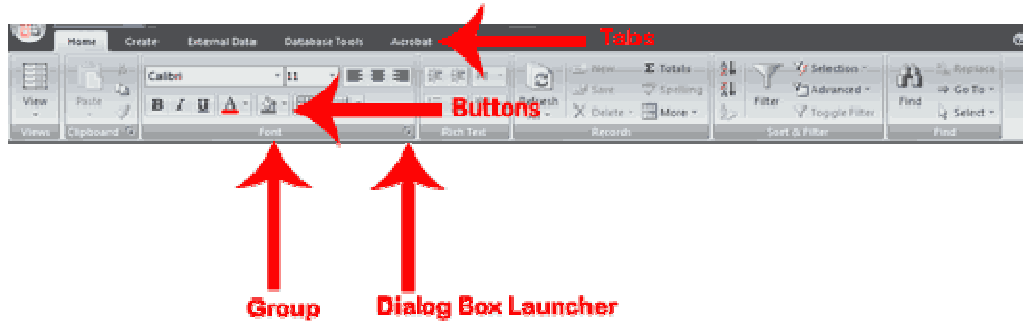 Home Create External Data Database Tools Acrobat Tabs
Calibri 11 New Σ Totals Selection Replace
Save Spelling Advanced Go To
View Paste B I U A Buttons Refresh Delete More Filter Toggle Filter Find Select
Views Clipboard Font Rich Text Records Sort & Filter Find
Group Dialog Box Launcher